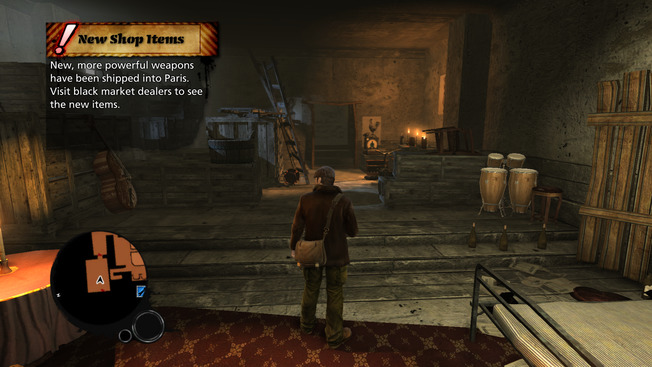 New Shop Items
New, more powerful weapons
have been shipped into Paris.
Visit black market dealers to see
the new items.